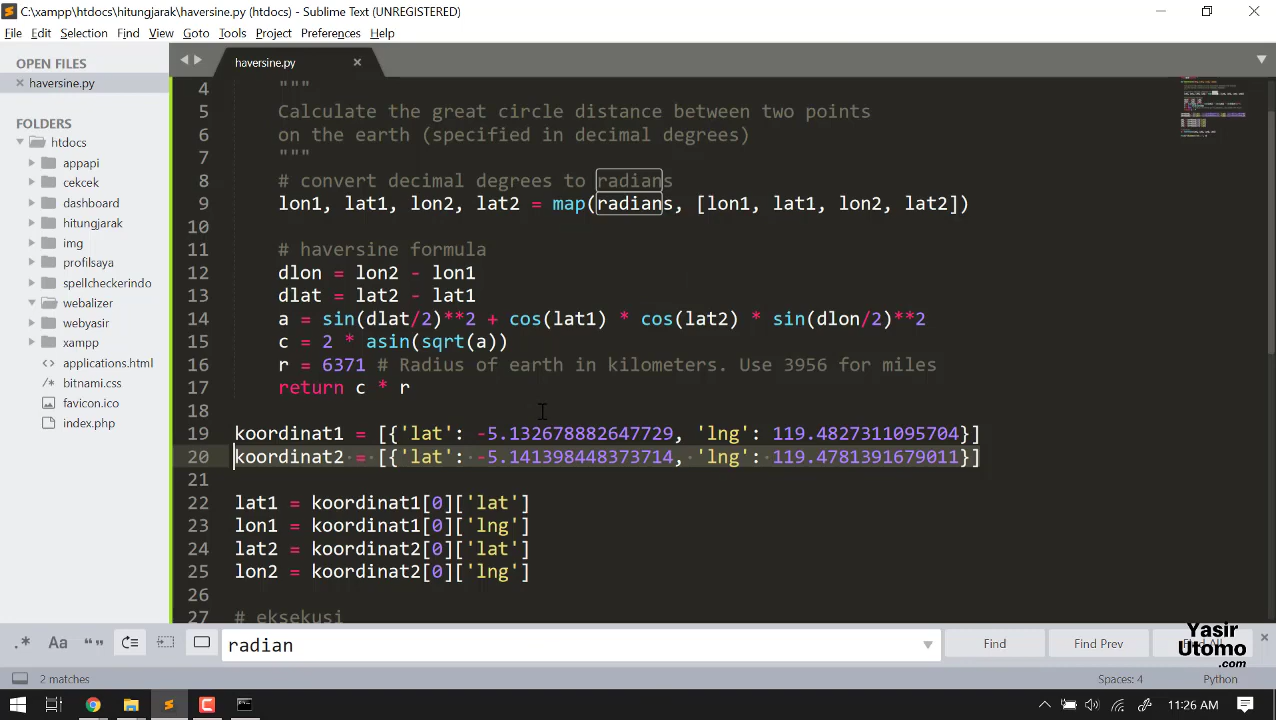 C:\xampp\htdocs\hitungjarak\haversine.py (htdocs) - Sublime Text (UNREGISTERED)
File Edit Selection Find View Goto Tools Project Preferences Help
OPEN FILES
haversine.py
FOLDERS
htdocs
appapi
cekcek
dashboard
hitungjarak
img
profilsaya
spellcheckerindo
webalizer
webyasir
xampp
applications.html
bitnami.css
favicon.ico
index.php
haversine.py
4 """
5 Calculate the great circle distance between two points
6 on the earth (specified in decimal degrees)
7 """
8 # convert decimal degrees to radians
9 lon1, lat1, lon2, lat2 = map(radians, [lon1, lat1, lon2, lat2])
10
11 # haversine formula
12 dlon = lon2 - lon1
13 dlat = lat2 - lat1
14 a = sin(dlat/2)**2 + cos(lat1) * cos(lat2) * sin(dlon/2)**2
15 c = 2 * asin(sqrt(a))
16 r = 6371 # Radius of earth in kilometers. Use 3956 for miles
17 return c * r
18
19 koordinat1 = [{'lat': -5.132678882647729, 'lng': 119.4827311095704}]
20 koordinat2 = [{'lat': -5.141398448373714, 'lng': 119.4781391679011}]
21
22 lat1 = koordinat1[0]['lat']
23 lon1 = koordinat1[0]['lng']
24 lat2 = koordinat2[0]['lat']
25 lon2 = koordinat2[0]['lng']
26
27 # eksekusi
.* Aa “” radian Find Find Prev
Yasir
Utomo
.com
2 matches Spaces: 4 Python
11:26 AM